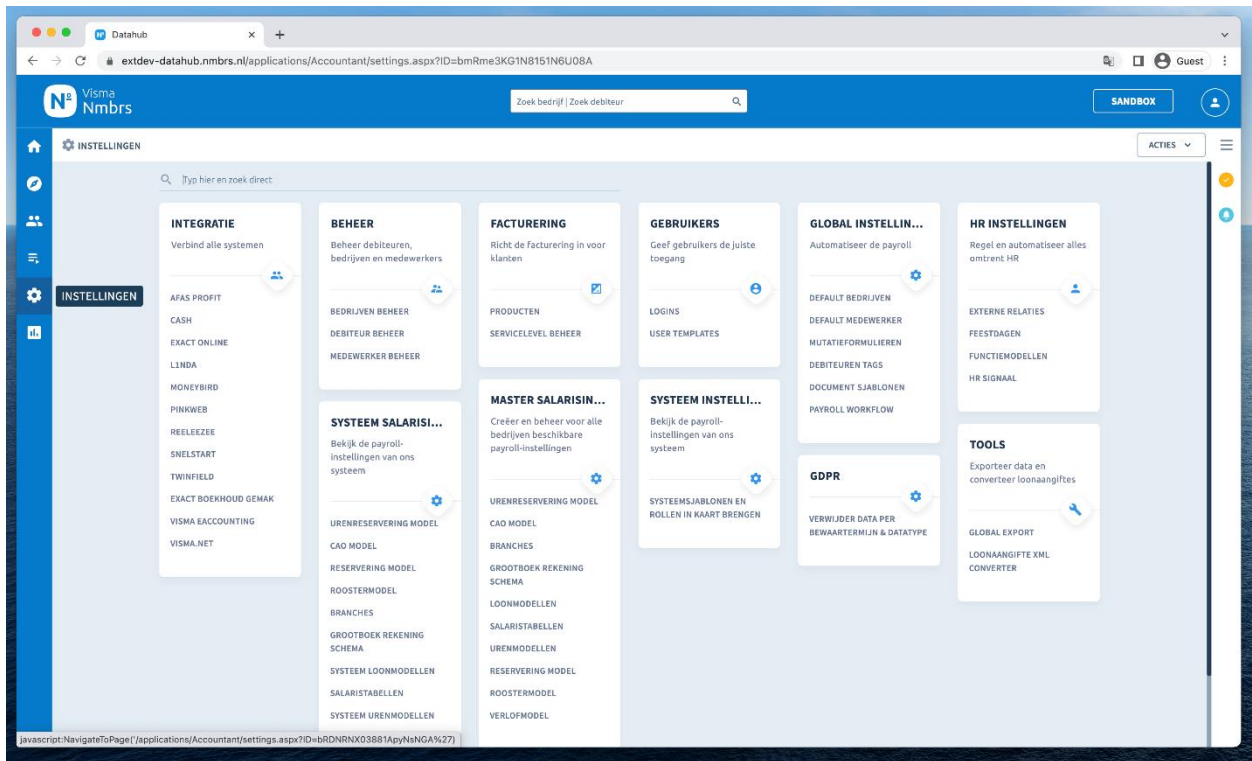 Datahub
extdev-datahub.nmbrs.nl/applications/Accountant/settings.aspx?ID=bmRme3KG1N8151N6U08A
Guest
Nº
Visma
Nmbrs
Zoek bedrijf | Zoek debiteur
SANDBOX
INSTELLINGEN
ACTIES
Typ hier en zoek direct
INSTELLINGEN
INTEGRATIE
Verbind alle systemen
AFAS PROFIT
CASH
EXACT ONLINE
L1NDA
MONEYBIRD
PINKWEB
REELEEZEE
SNELSTART
TWINFIELD
EXACT BOEKHOUD GEMAK
VISMA EACCOUNTING
VISMA.NET
BEHEER
Beheer debiteuren,
bedrijven en medewerkers
BEDRIJVEN BEHEER
DEBITEUR BEHEER
MEDEWERKER BEHEER
SYSTEEM SALARISI...
Bekijk de payroll-
instellingen van ons
systeem
URENRESERVERING MODEL
CAO MODEL
RESERVERING MODEL
ROOSTERMODEL
BRANCHES
GROOTBOEK REKENING
SCHEMA
SYSTEEM LOONMODELLEN
SALARISTABELLEN
SYSTEEM URENMODELLEN
FACTURERING
Richt de facturering in voor
klanten
PRODUCTEN
SERVICELEVEL BEHEER
MASTER SALARISIN...
Creëer en beheer voor alle
bedrijven beschikbare
payroll-instellingen
URENRESERVERING MODEL
CAO MODEL
BRANCHES
GROOTBOEK REKENING
SCHEMA
LOONMODELLEN
SALARISTABELLEN
URENMODELLEN
RESERVERING MODEL
ROOSTERMODEL
VERLOFMODEL
GEBRUIKERS
Geef gebruikers de juiste
toegang
LOGINS
USER TEMPLATES
SYSTEEM INSTELLI...
Bekijk de payroll-
instellingen van ons
systeem
SYSTEEMSJABLONEN EN
ROLLEN IN KAART BRENGEN
GLOBAL INSTELLIN...
Automatiseer de payroll
DEFAULT BEDRIJVEN
DEFAULT MEDEWERKER
MUTATIEFORMULIEREN
DEBITEUREN TAGS
DOCUMENT SJABLONEN
PAYROLL WORKFLOW
GDPR
VERWIJDER DATA PER
BEWAARTERMIJN & DATATYPE
HR INSTELLINGEN
Regel en automatiseer alles
omtrent HR
EXTERNE RELATIES
FEESTDAGEN
FUNCTIEMODELLEN
HR SIGNAAL
TOOLS
Exporteer data en
converteer loonaangiftes
GLOBAL EXPORT
LOONAANGIFTE XML
CONVERTER
javascript:NavigateToPage('/applications/Accountant/settings.aspx?ID=bRDNRNX03881ApyNsNGA%27)